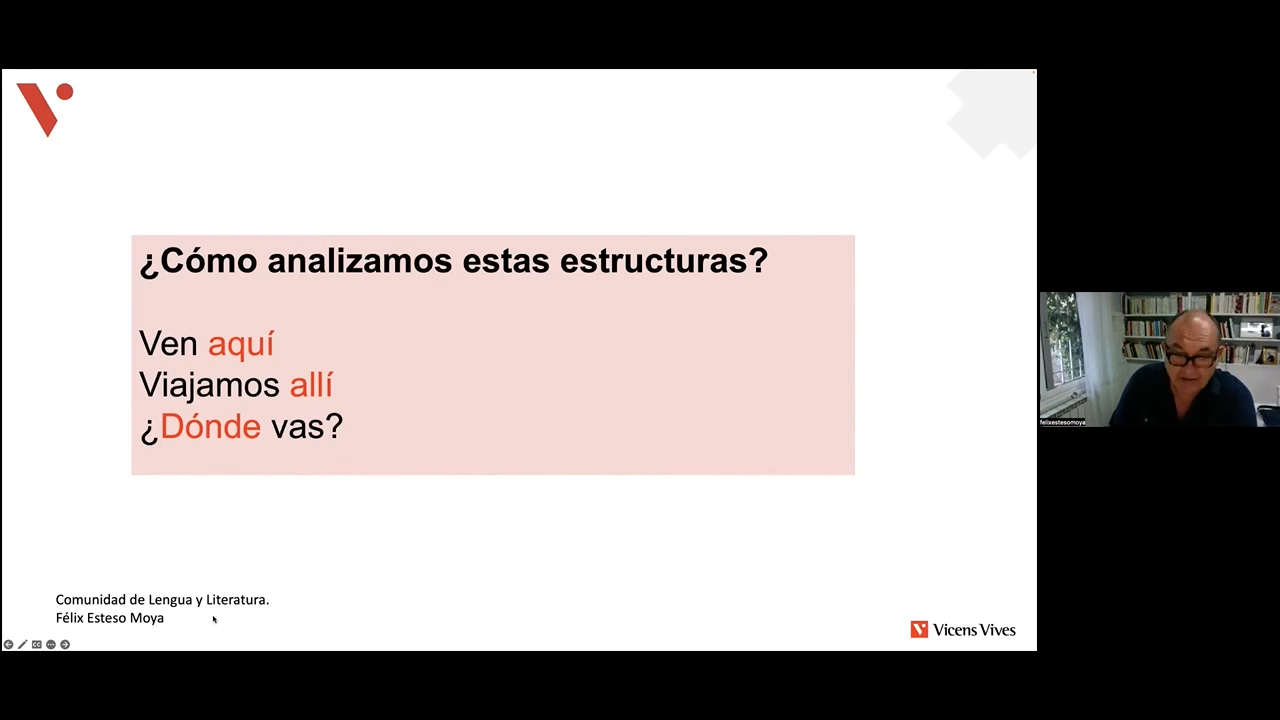 ¿Cómo analizamos estas estructuras?
Ven aquí
Viajamos allí
¿Dónde vas?
Comunidad de Lengua y Literatura.
Félix Esteso Moya
Vicens Vives
felixestesomoya